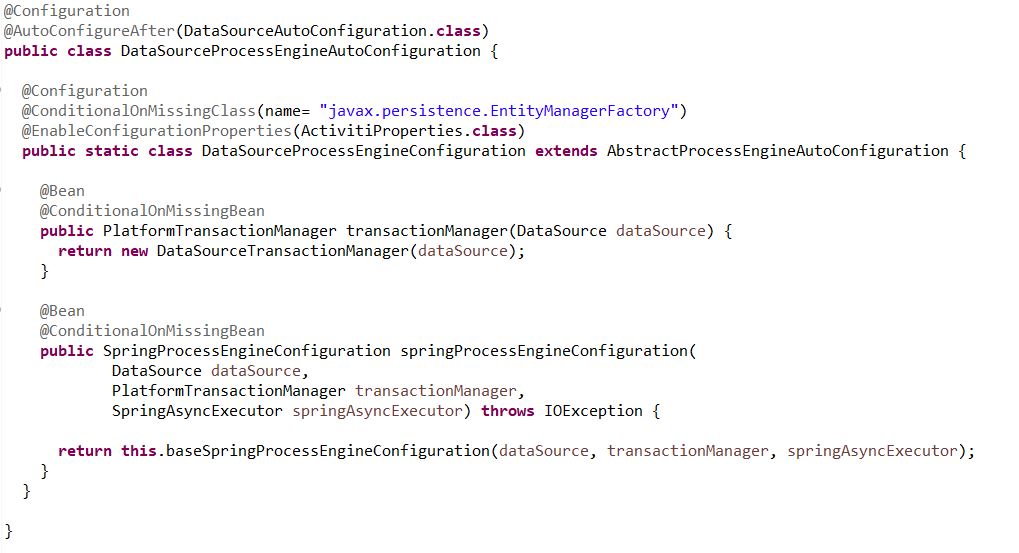 @Configuration
@AutoConfigureAfter(DataSourceAutoConfiguration.class)
public class DataSourceProcessEngineAutoConfiguration {
@Configuration
@ConditionalOnMissingClass(name= "javax.persistence.EntityManagerFactory")
@EnableConfigurationProperties(ActivitiProperties.class)
public static class DataSourceProcessEngineConfiguration extends AbstractProcessEngineAutoConfiguration {
@Bean
@ConditionalOnMissingBean
public PlatformTransactionManager transactionManager(DataSource dataSource) {
return new DataSourceTransactionManager(dataSource);
}
@Bean
@ConditionalOnMissingBean
public SpringProcessEngineConfiguration springProcessEngineConfiguration(
DataSource dataSource,
PlatformTransactionManager transactionManager,
SpringAsyncExecutor springAsyncExecutor) throws IOException {
return this.baseSpringProcessEngineConfiguration(dataSource, transactionManager, springAsyncExecutor);
}
}
}